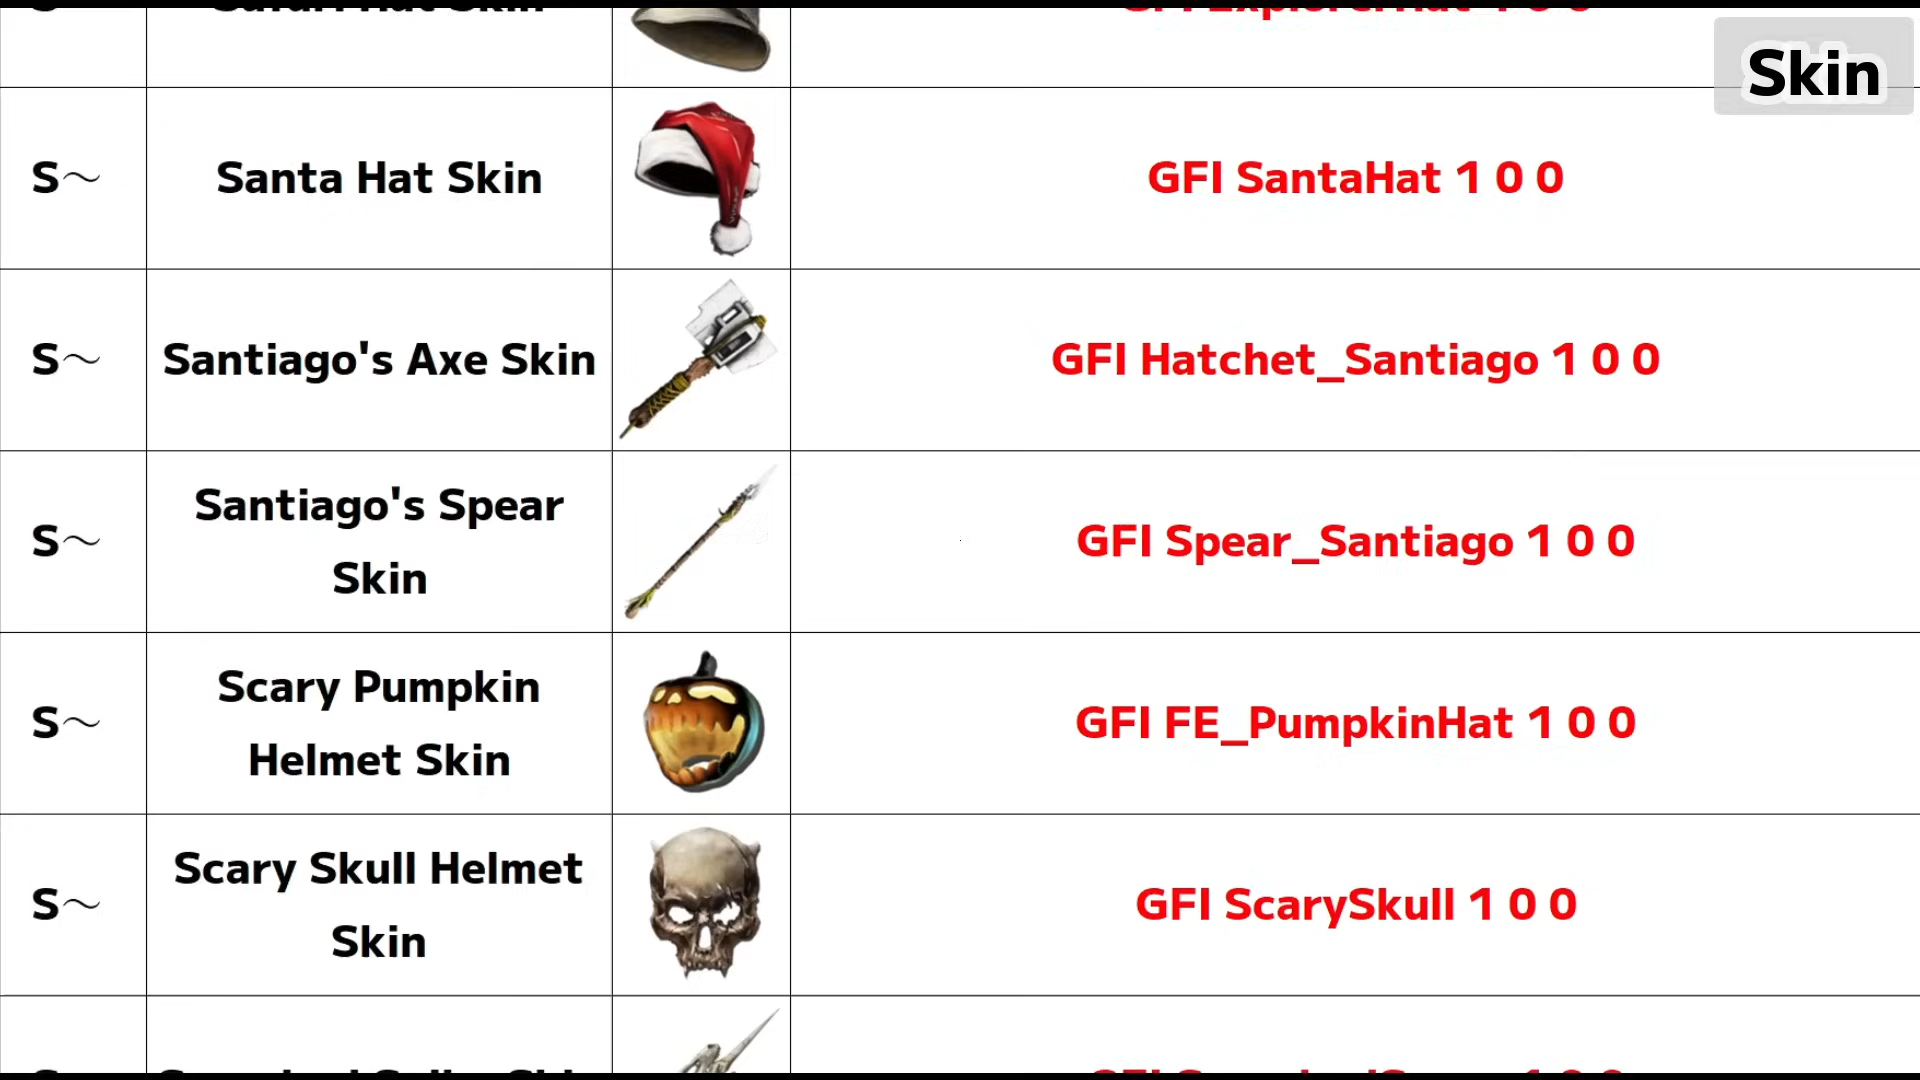 Skin
S～ Santa Hat Skin GFI SantaHat 1 0 0
S～ Santiago's Axe Skin GFI Hatchet_Santiago 1 0 0
Santiago's Spear
S～ GFI Spear_Santiago 1 0 0
Skin
Scary Pumpkin
S～ GFI FE_PumpkinHat 1 0 0
Helmet Skin
Scary Skull Helmet
S～ GFI ScarySkull 1 0 0
Skin